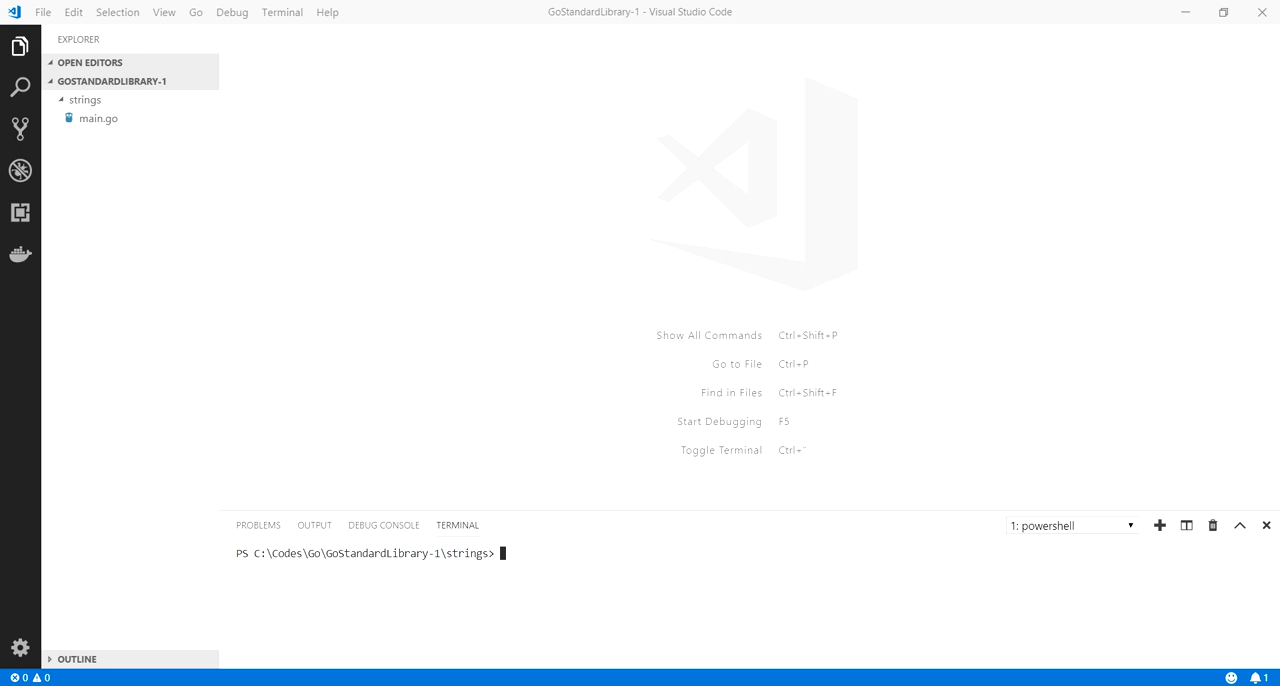 File Edit Selection View Go Debug Terminal Help
GoStandardLibrary-1 - Visual Studio Code
EXPLORER
OPEN EDITORS
GOSTANDARDLIBRARY-1
strings
main.go
Show All Commands Ctrl+Shift+P
Go to File Ctrl+P
Find in Files Ctrl+Shift+F
Start Debugging F5
Toggle Terminal Ctrl+¨
PROBLEMS OUTPUT DEBUG CONSOLE TERMINAL
1: powershell
PS C:\Codes\Go\GoStandardLibrary-1\strings>
OUTLINE
0 0 1